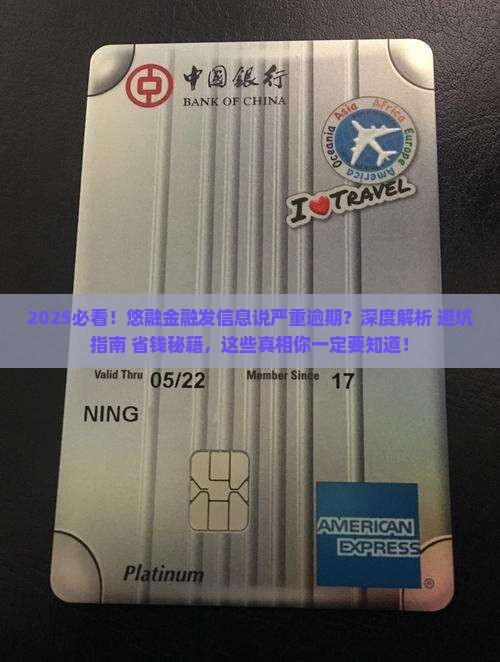 中国银行
BANK OF CHINA
Oceania Asia Africa Europe America
I TRAVEL
2025必看！悠融金融发信息说严重逾期？深度解析 避坑
指南 省钱秘籍，这些真相你一定要知道！
Valid Thru 05/22 Member Since 17
NING
AMERICAN
EXPRESS
®
Platinum